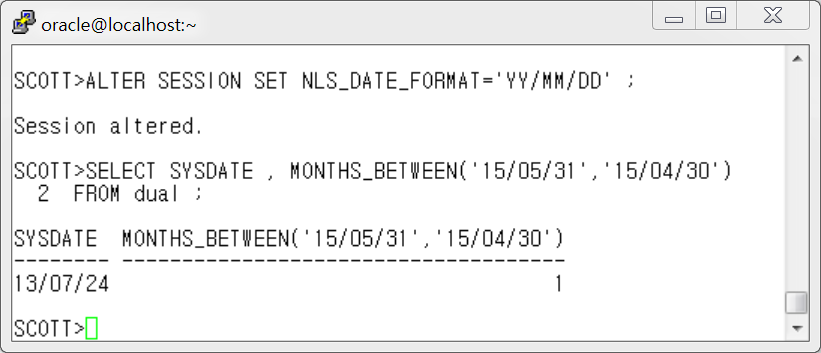 oracle@localhost:~
SCOTT>ALTER SESSION SET NLS_DATE_FORMAT='YY/MM/DD' ;
Session altered.
SCOTT>SELECT SYSDATE , MONTHS_BETWEEN('15/05/31','15/04/30')
  2  FROM dual ;
SYSDATE  MONTHS_BETWEEN('15/05/31','15/04/30')
-------- -------------------------------------
13/07/24                                     1
SCOTT>